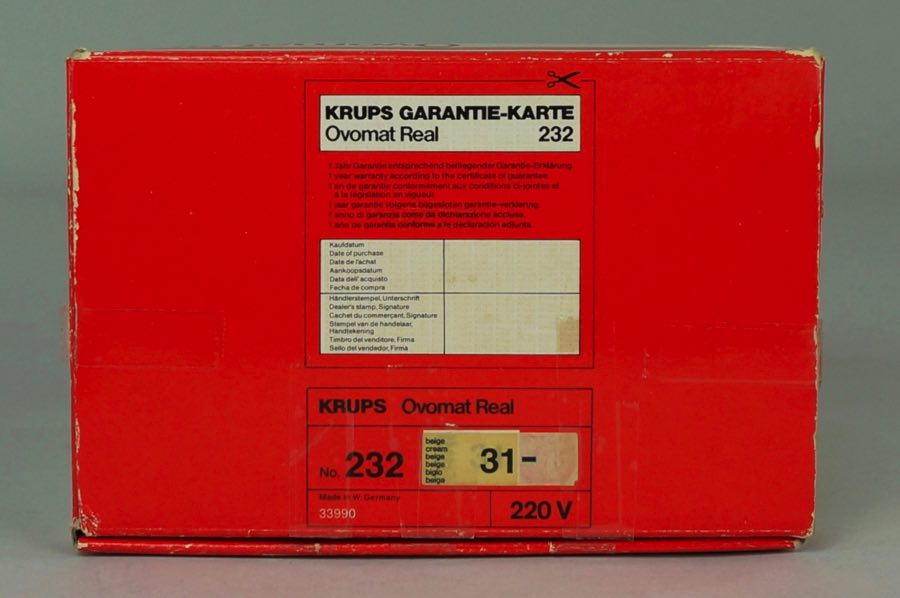 KRUPS GARANTIE-KARTE
Ovomat Real 232
1 Jahr Garantie entsprechend beiliegender Garantie-Erklärung.
1 year warranty according to the certificate of guarantee.
1 an de garantie conformément aux conditions ci-jointes et
à la législation en vigueur.
1 jaar garantie volgens bijgesloten garantie-verklaring.
1 anno di garanzia come da dichiarazione acclusa.
1 año de garantía conforme a la declaración adjunta.
Kaufdatum
Date of purchase
Date de l'achat
Aankoopsdatum
Data dell' acquisto
Fecha de compra
Händlerstempel, Unterschrift
Dealer's stamp, Signature
Cachet du commerçant, Signature
Stempel van de handelaar,
Handtekening
Timbro del venditore, Firma
Sello del vendedor, Firma
KRUPS Ovomat Real
No. 232
beige
cream
beige
beige
biglo
beige
31-
Made in W. Germany
33990
220 V